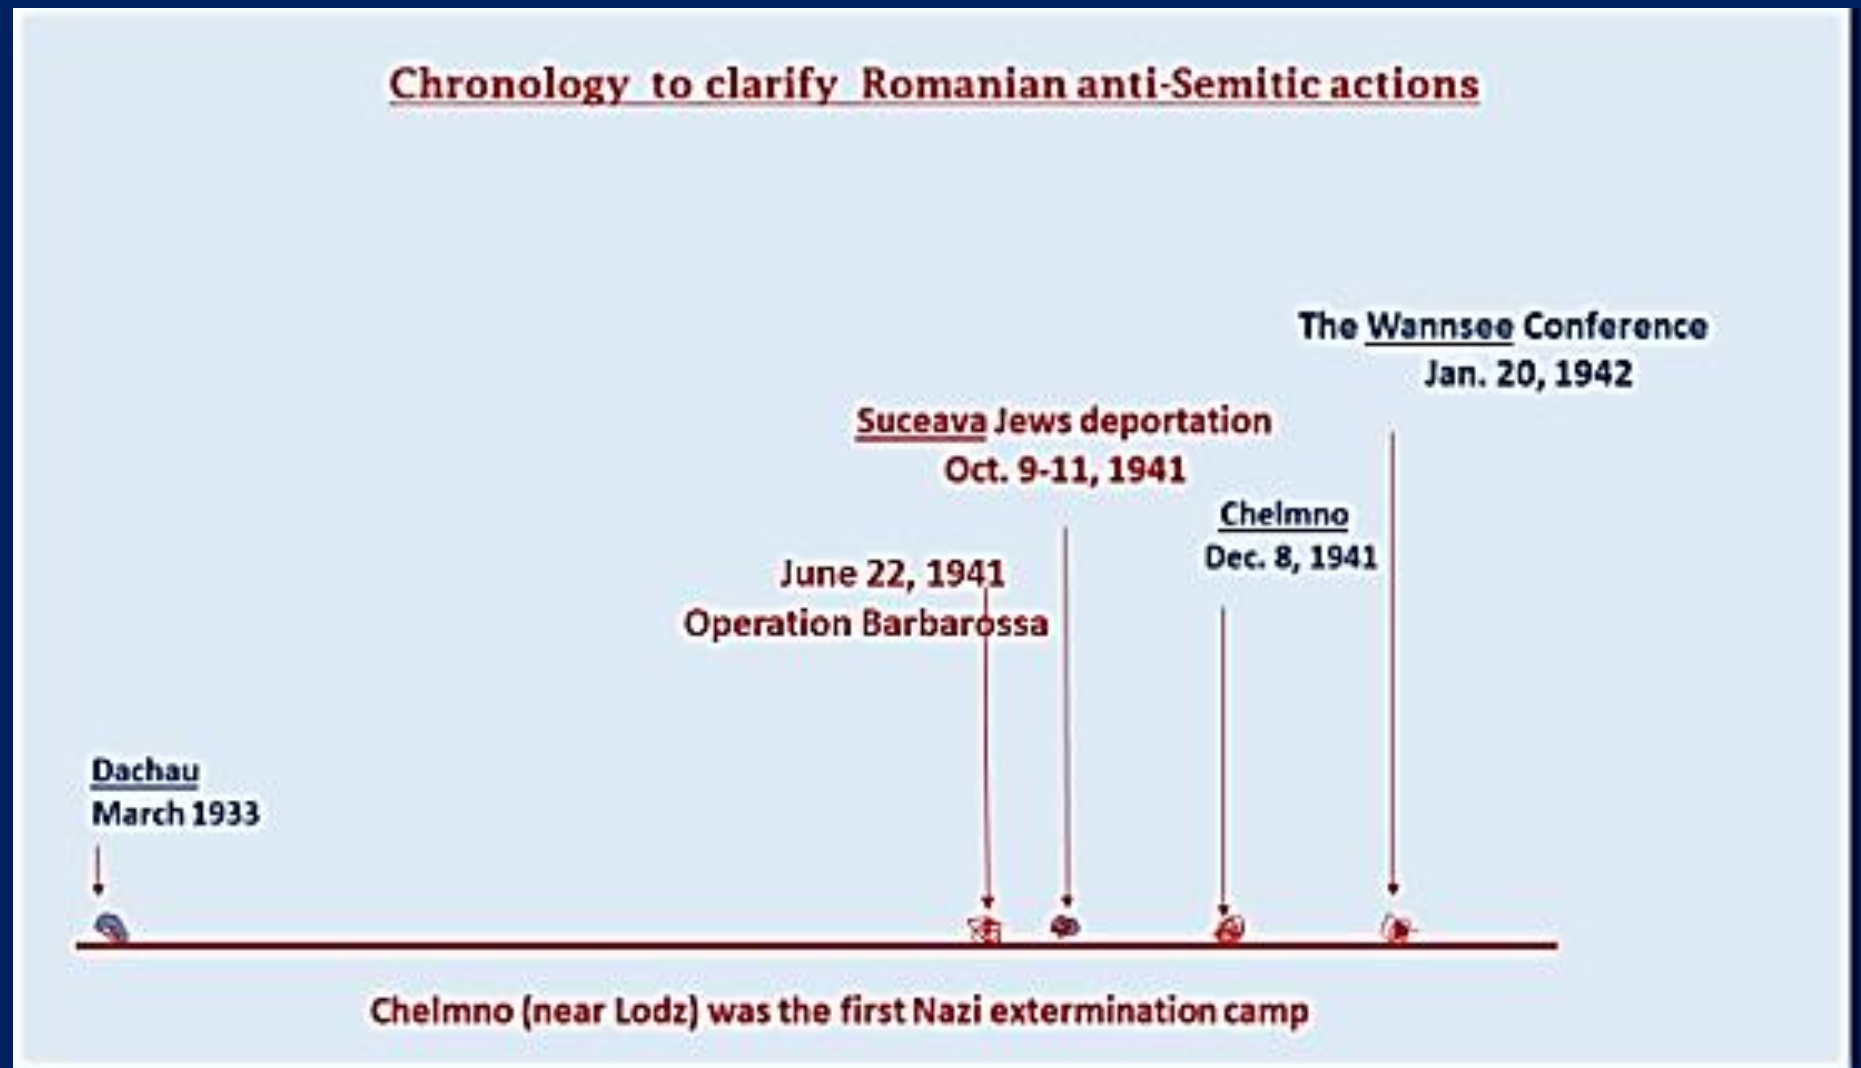 Chronology to clarify Romanian anti-Semitic actions
The Wannsee Conference
Jan. 20, 1942
Suceava Jews deportation
Oct. 9-11, 1941
Chelmno
Dec. 8, 1941
June 22, 1941
Operation Barbarossa
Dachau
March 1933
Chelmno (near Lodz) was the first Nazi extermination camp